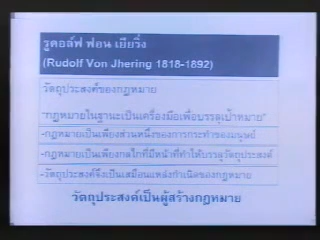 รูดอล์ฟ ฟอน เยียริ่ง
(Rudolf Von Jhering 1818-1892)
วัตถุประสงค์ของกฎหมาย
"กฎหมายในฐานะเป็นเครื่องมือเพื่อบรรลุเป้าหมาย"
-กฎหมายเป็นเพียงส่วนหนึ่งของการกระทำของมนุษย์
-กฎหมายเป็นเพียงกลไกที่มีหน้าที่ทำให้บรรลุวัตถุประสงค์
-วัตถุประสงค์จึงเป็นเสมือนแหล่งกำเนิดของกฎหมาย
วัตถุประสงค์เป็นผู้สร้างกฎหมาย